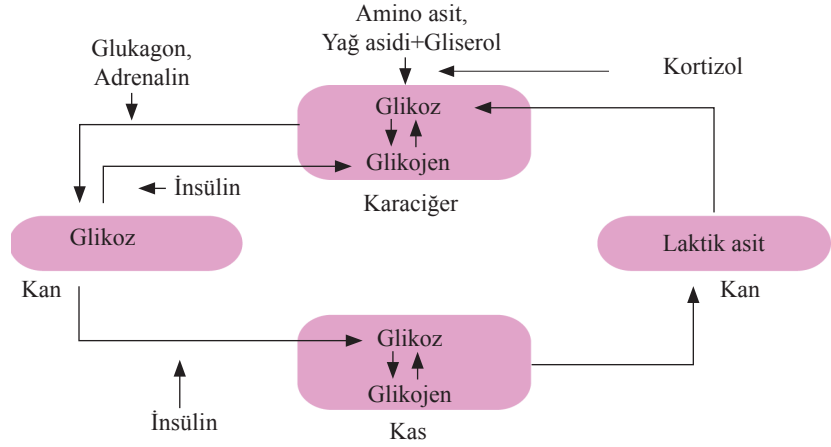 Amino asit,
Yağ asidi+Gliserol
Glukagon,
Adrenalin
Kortizol
Glikoz
Glikojen
Karaciğer
İnsülin
Glikoz
Kan
Laktik asit
Kan
Glikoz
Glikojen
Kas
İnsülin